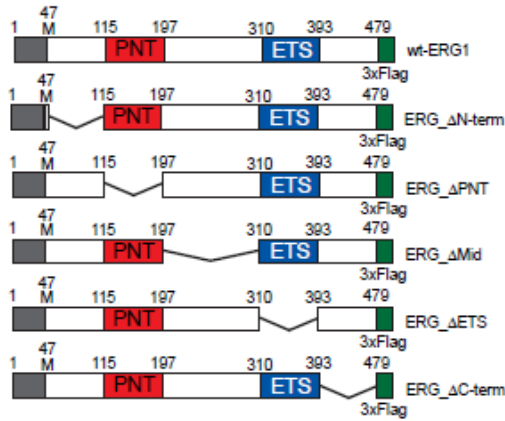 47
1 M 115 197 310 393 479
PNT ETS wt-ERG1
3xFlag
47
1 M 115 197 310 393 479
PNT ETS ERG_ΔN-term
3xFlag
47
1 M 115 197 310 393 479
ETS ERG_ΔPNT
3xFlag
47
1 M 115 197 310 393 479
PNT ETS ERG_ΔMid
3xFlag
47
1 M 115 197 310 393 479
PNT ERG_ΔETS
3xFlag
47
1 M 115 197 310 393 479
PNT ETS ERG_ΔC-term
3xFlag